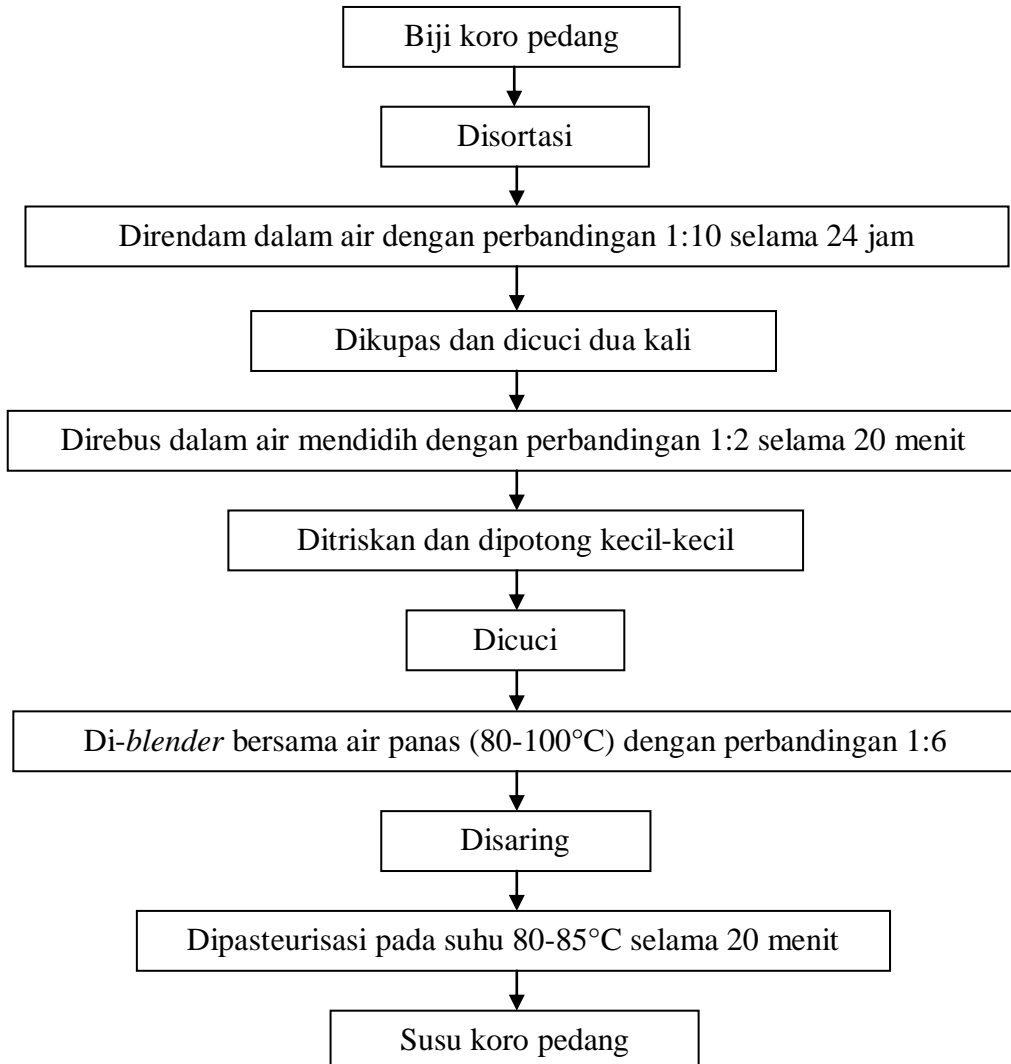 Biji koro pedang
Disortasi
Direndam dalam air dengan perbandingan 1:10 selama 24 jam
Dikupas dan dicuci dua kali
Direbus dalam air mendidih dengan perbandingan 1:2 selama 20 menit
Ditriskan dan dipotong kecil-kecil
Dicuci
Di-blender bersama air panas (80-100°C) dengan perbandingan 1:6
Disaring
Dipasteurisasi pada suhu 80-85°C selama 20 menit
Susu koro pedang